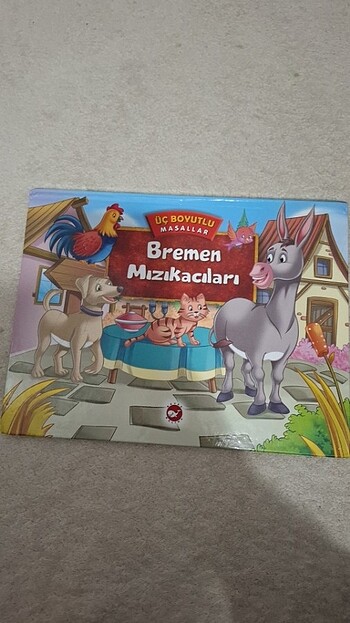 ÜÇ BOYUTLU
MASALLAR
Bremen
Mızıkacıları